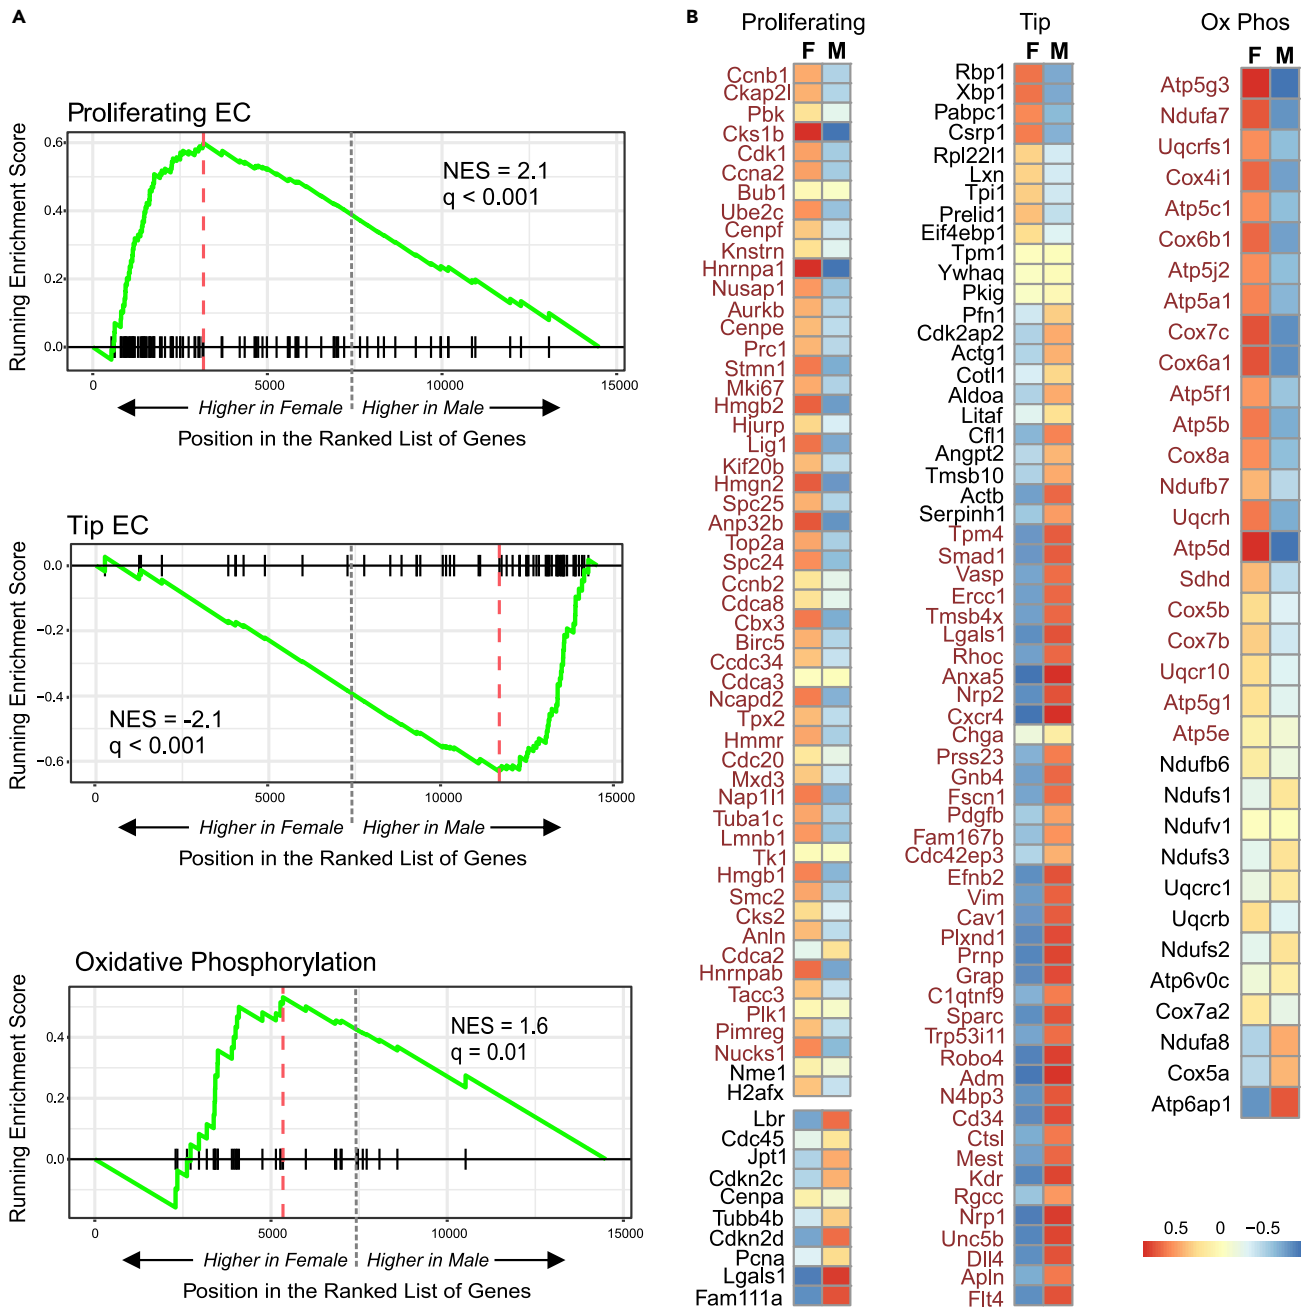 A
Proliferating EC
Running Enrichment Score
0.6
0.4
0.2
0.0
NES = 2.1
q < 0.001
0
5000
10000
15000
Higher in Female
Higher in Male
Position in the Ranked List of Genes
Tip EC
Running Enrichment Score
0.0
−0.2
−0.4
−0.6
NES = -2.1
q < 0.001
0
5000
10000
15000
Higher in Female
Higher in Male
Position in the Ranked List of Genes
Oxidative Phosphorylation
Running Enrichment Score
0.4
0.2
0.0
NES = 1.6
q = 0.01
0
5000
10000
15000
Higher in Female
Higher in Male
Position in the Ranked List of Genes
B
Proliferating
F M
Ccnb1
Ckap2l
Pbk
Cks1b
Cdk1
Ccna2
Bub1
Ube2c
Cenpf
Knstrn
Hnrnpa1
Nusap1
Aurkb
Cenpe
Prc1
Stmn1
Mki67
Hmgb2
Hjurp
Lig1
Kif20b
Hmgn2
Spc25
Anp32b
Top2a
Spc24
Ccnb2
Cdca8
Cbx3
Birc5
Ccdc34
Cdca3
Ncapd2
Tpx2
Hmmr
Cdc20
Mxd3
Nap1l1
Tuba1c
Lmnb1
Tk1
Hmgb1
Smc2
Cks2
Anln
Cdca2
Hnrnpab
Tacc3
Plk1
Pimreg
Nucks1
Nme1
H2afx
Lbr
Cdc45
Jpt1
Cdkn2c
Cenpa
Tubb4b
Cdkn2d
Pcna
Lgals1
Fam111a
Tip
F M
Rbp1
Xbp1
Pabpc1
Csrp1
Rpl22l1
Lxn
Tpi1
Prelid1
Eif4ebp1
Tpm1
Ywhaq
Pkig
Pfn1
Cdk2ap2
Actg1
Cotl1
Aldoa
Litaf
Cfl1
Angpt2
Tmsb10
Actb
Serpinh1
Tpm4
Smad1
Vasp
Ercc1
Tmsb4x
Lgals1
Rhoc
Anxa5
Nrp2
Cxcr4
Chga
Prss23
Gnb4
Fscn1
Pdgfb
Fam167b
Cdc42ep3
Efnb2
Vim
Cav1
Plxnd1
Prnp
Grap
C1qtnf9
Sparc
Trp53i11
Robo4
Adm
N4bp3
Cd34
Ctsl
Mest
Kdr
Rgcc
Nrp1
Unc5b
Dll4
Apln
Flt4
Ox Phos
F M
Atp5g3
Ndufa7
Uqcrfs1
Cox4i1
Atp5c1
Cox6b1
Atp5j2
Atp5a1
Cox7c
Cox6a1
Atp5f1
Atp5b
Cox8a
Ndufb7
Uqcrh
Atp5d
Sdhd
Cox5b
Cox7b
Uqcr10
Atp5g1
Atp5e
Ndufb6
Ndufs1
Ndufv1
Ndufs3
Uqcrc1
Uqcrb
Ndufs2
Atp6v0c
Cox7a2
Ndufa8
Cox5a
Atp6ap1
0.5 0 −0.5